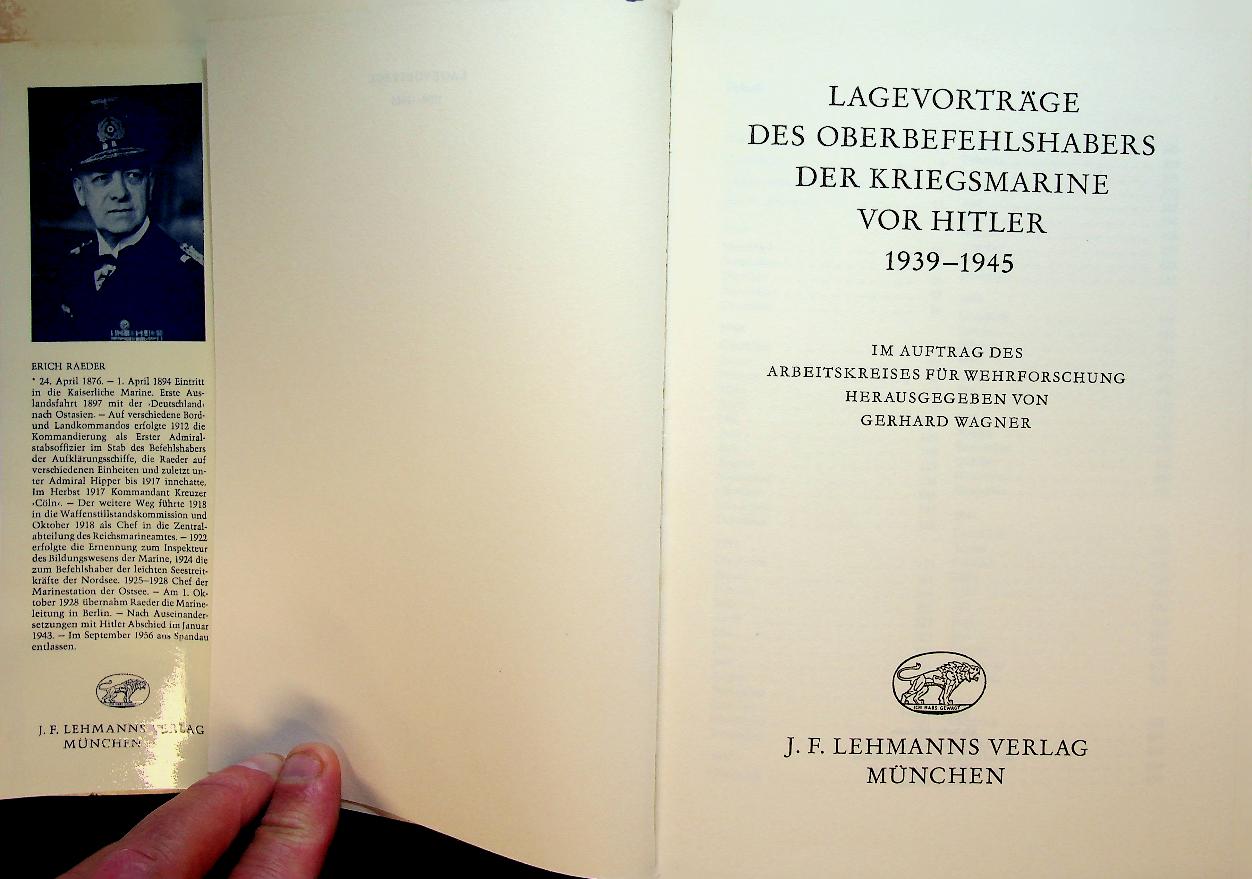 ERICH RAEDER
* 24. April 1876. — 1. April 1894 Eintritt
in die Kaiserliche Marine. Erste Aus-
landsfahrt 1897 mit der ›Deutschland‹
nach Ostasien. — Auf verschiedene Bord-
und Landkommandos erfolgte 1912 die
Kommandierung als Erster Admiral-
stabsoffizier im Stab des Befehlshabers
der Aufklärungsschiffe, die Raeder auf
verschiedenen Einheiten und zuletzt un-
ter Admiral Hipper bis 1917 innehatte.
Im Herbst 1917 Kommandant Kreuzer
›Cöln‹. — Der weitere Weg führte 1918
in die Waffenstillstandskommission und
Oktober 1918 als Chef in die Zentral-
abteilung des Reichsmarineamtes. — 1922
erfolgte die Ernennung zum Inspekteur
des Bildungswesens der Marine, 1924 die
zum Befehlshaber der leichten Seestreit-
kräfte der Nordsee. 1925—1928 Chef der
Marinestation der Ostsee. — Am 1. Ok-
tober 1928 übernahm Raeder die Marine-
leitung in Berlin. — Nach Auseinander-
setzungen mit Hitler Abschied im Januar
1943. — Im September 1956 aus Spandau
entlassen.
J. F. LEHMANNS VERLAG
MÜNCHEN
LAGEVORTRÄGE
DES OBERBEFEHLSHABERS
DER KRIEGSMARINE
VOR HITLER
1939–1945
IM AUFTRAG DES
ARBEITSKREISES FÜR WEHRFORSCHUNG
HERAUSGEGEBEN VON
GERHARD WAGNER
ICH HABS GEWAGT
J. F. LEHMANNS VERLAG
MÜNCHEN